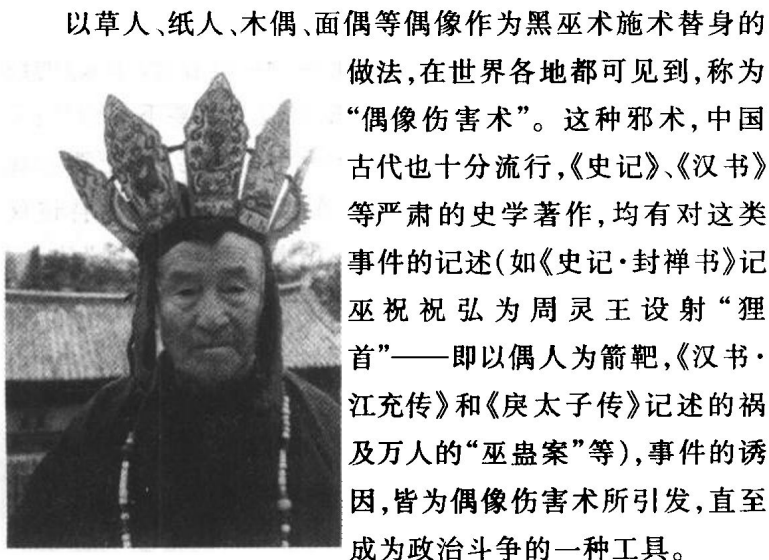 以草人、纸人、木偶、面偶等偶像作为黑巫术施术替身的
做法,在世界各地都可见到,称为
“偶像伤害术”。这种邪术,中国
古代也十分流行,《史记》、《汉书》
等严肃的史学著作,均有对这类
事件的记述(如《史记·封禅书》记
巫祝祝弘为周灵王设射“狸
首”——即以偶人为箭靶,《汉书·
江充传》和《戾太子传》记述的祸
及万人的“巫蛊案”等),事件的诱
因,皆为偶像伤害术所引发,直至
成为政治斗争的一种工具。